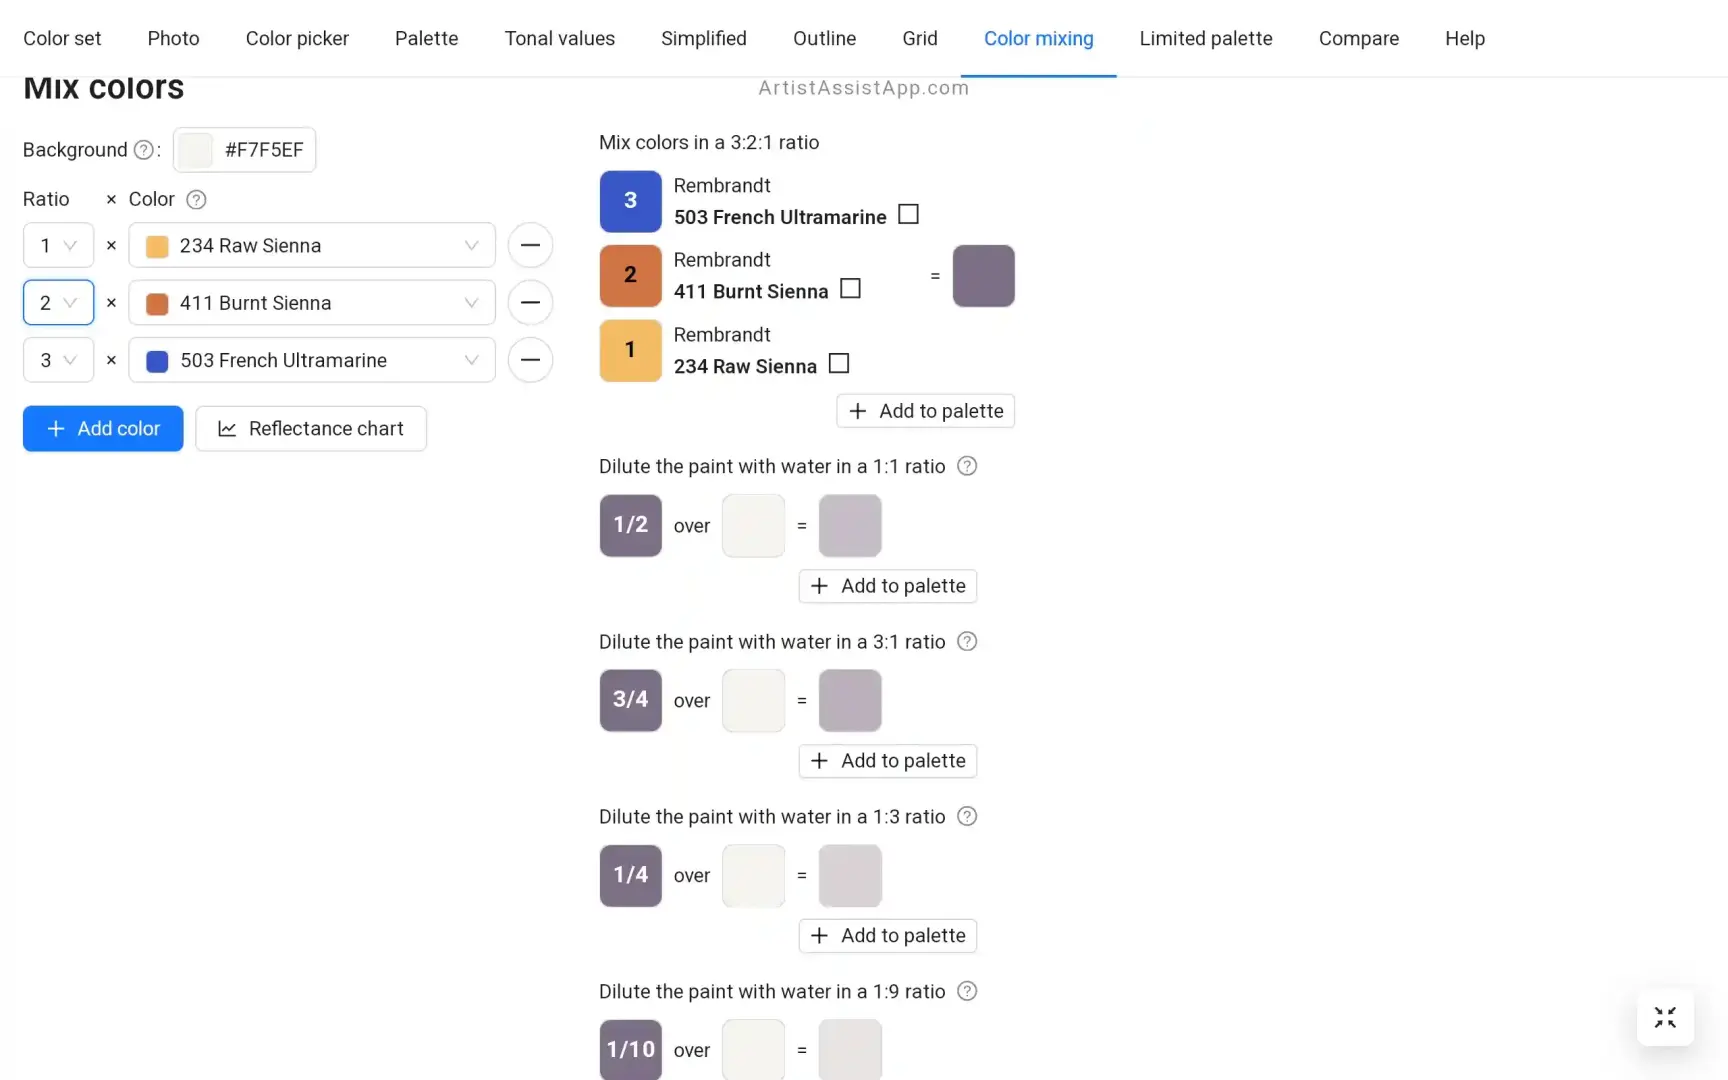 Color set Photo Color picker Palette Tonal values Simplified Outline Grid Color mixing Limited palette Compare Help
Mix colors
ArtistAssistApp.com
Background ? : #F7F5EF
Ratio × Color ?
1 × 234 Raw Sienna
2 × 411 Burnt Sienna
3 × 503 French Ultramarine
+ Add color Reflectance chart
Mix colors in a 3:2:1 ratio
3 Rembrandt
503 French Ultramarine
2 Rembrandt
411 Burnt Sienna =
1 Rembrandt
234 Raw Sienna
+ Add to palette
Dilute the paint with water in a 1:1 ratio ?
1/2 over =
+ Add to palette
Dilute the paint with water in a 3:1 ratio ?
3/4 over =
+ Add to palette
Dilute the paint with water in a 1:3 ratio ?
1/4 over =
+ Add to palette
Dilute the paint with water in a 1:9 ratio ?
1/10 over =